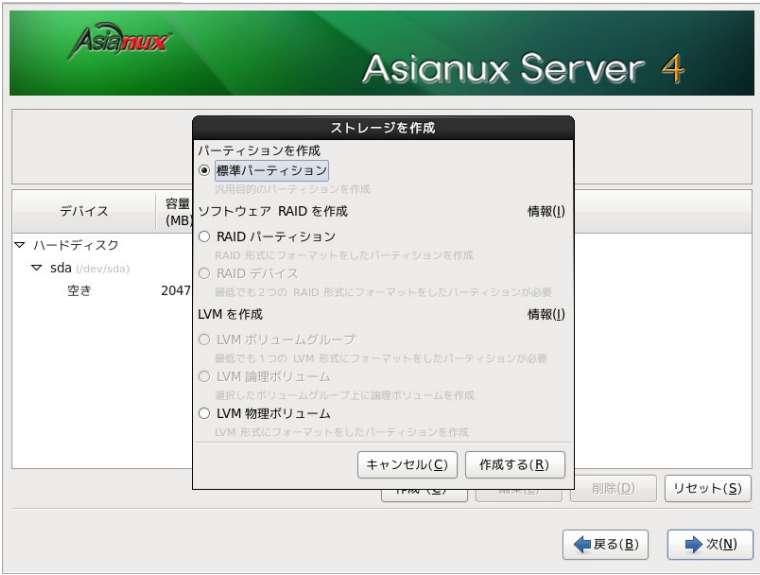 Asianux
Asianux Server 4
ストレージを作成
パーティションを作成
標準パーティション
汎用目的のパーティションを作成
ソフトウェア RAID を作成 情報(I)
RAID パーティション
RAID 形式にフォーマットをしたパーティションを作成
RAID デバイス
最低でも2つの RAID 形式にフォーマットをしたパーティションが必要
LVM を作成 情報(I)
LVM ボリュームグループ
最低でも1つの LVM 形式にフォーマットをしたパーティションが必要
LVM 論理ボリューム
選択したボリュームグループ上に論理ボリュームを作成
LVM 物理ボリューム
LVM 形式にフォーマットをしたパーティションを作成
キャンセル(C) 作成する(R)
デバイス 容量
(MB)
ハードディスク
sda (/dev/sda)
空き 2047
削除(D) リセット(S)
戻る(B) 次(N)